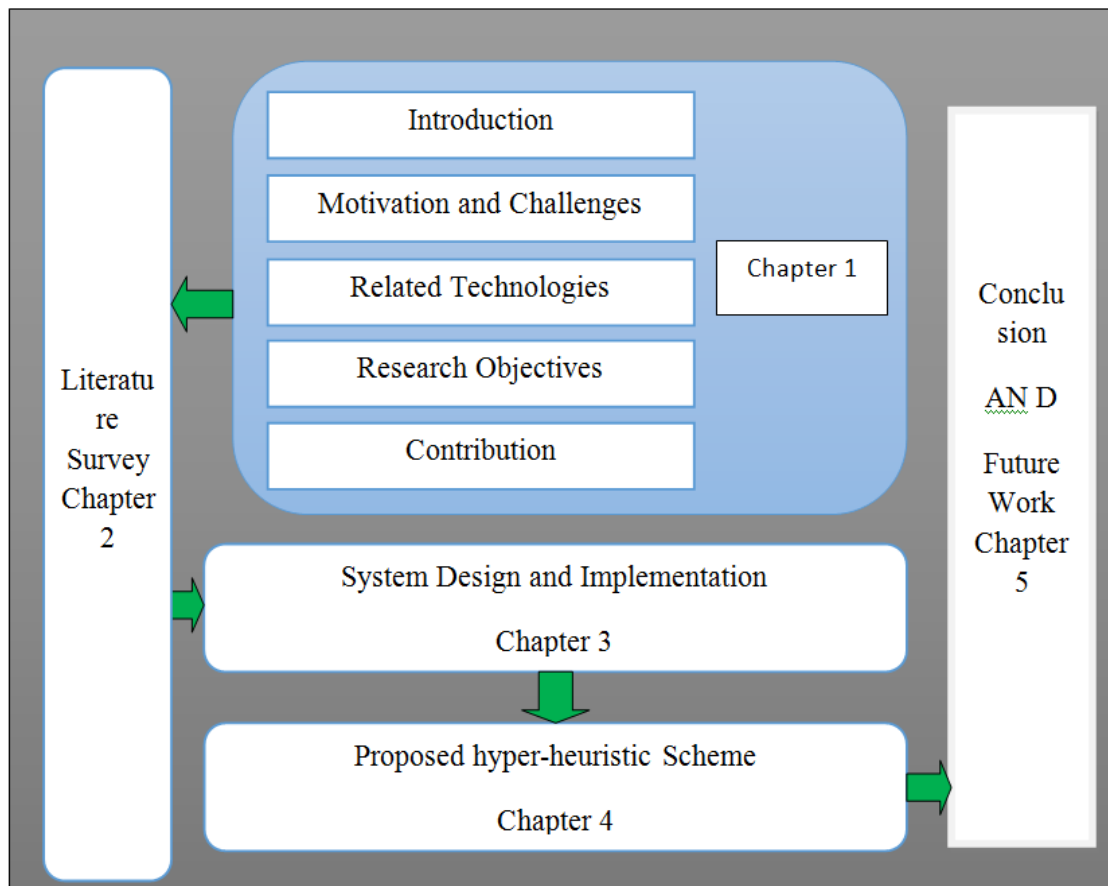 Introduction
Motivation and Challenges
Related Technologies
Research Objectives
Contribution
Chapter 1
Literatu
re
Survey
Chapter
2
System Design and Implementation
Chapter 3
Proposed hyper-heuristic Scheme
Chapter 4
Conclu
sion
AN D
Future
Work
Chapter
5